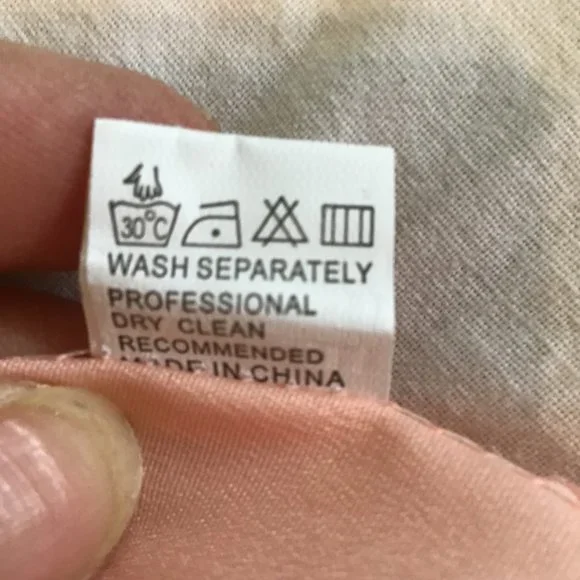 30°C
WASH SEPARATELY
PROFESSIONAL
DRY CLEAN
RECOMMENDED
MADE IN CHINA